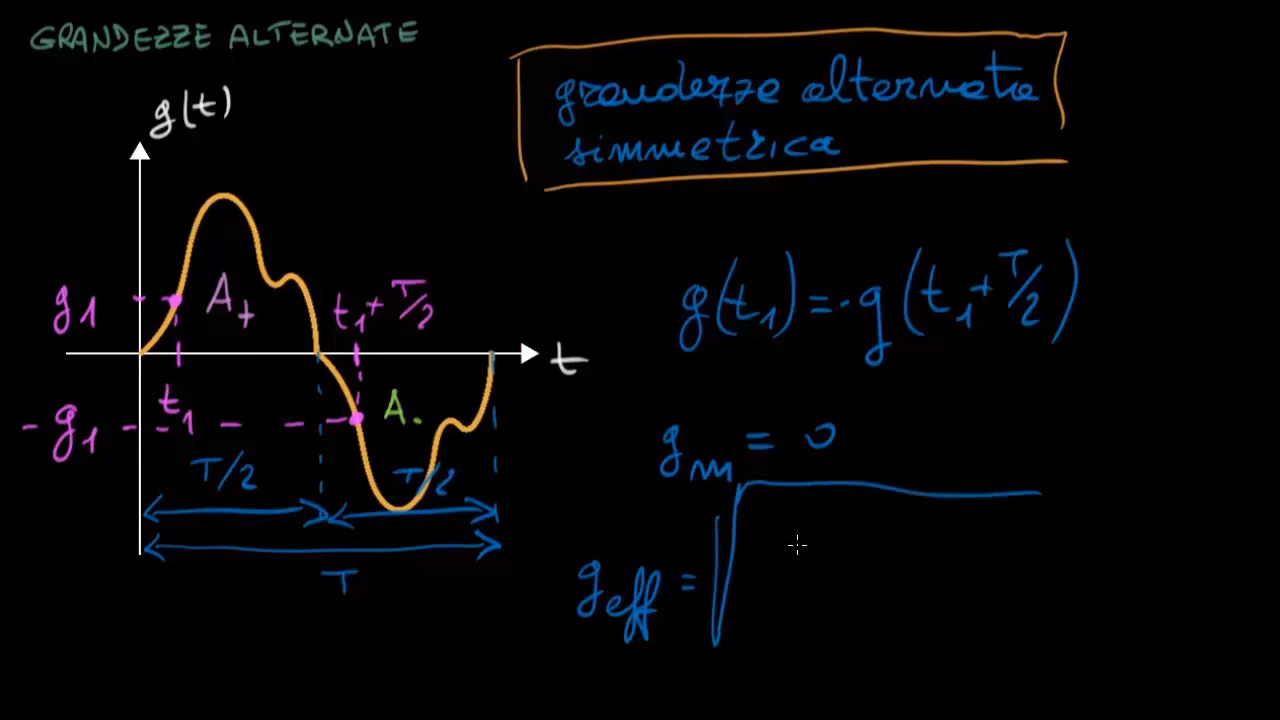 GRANDEZZE ALTERNATE
grandezze alternata
simmetrica
g(t)
g1
A+
t1+T/2
t
-g1
t1
A-
T/2
T/2
T
g(t1)=-g(t1+T/2)
gm = 0
geff = √